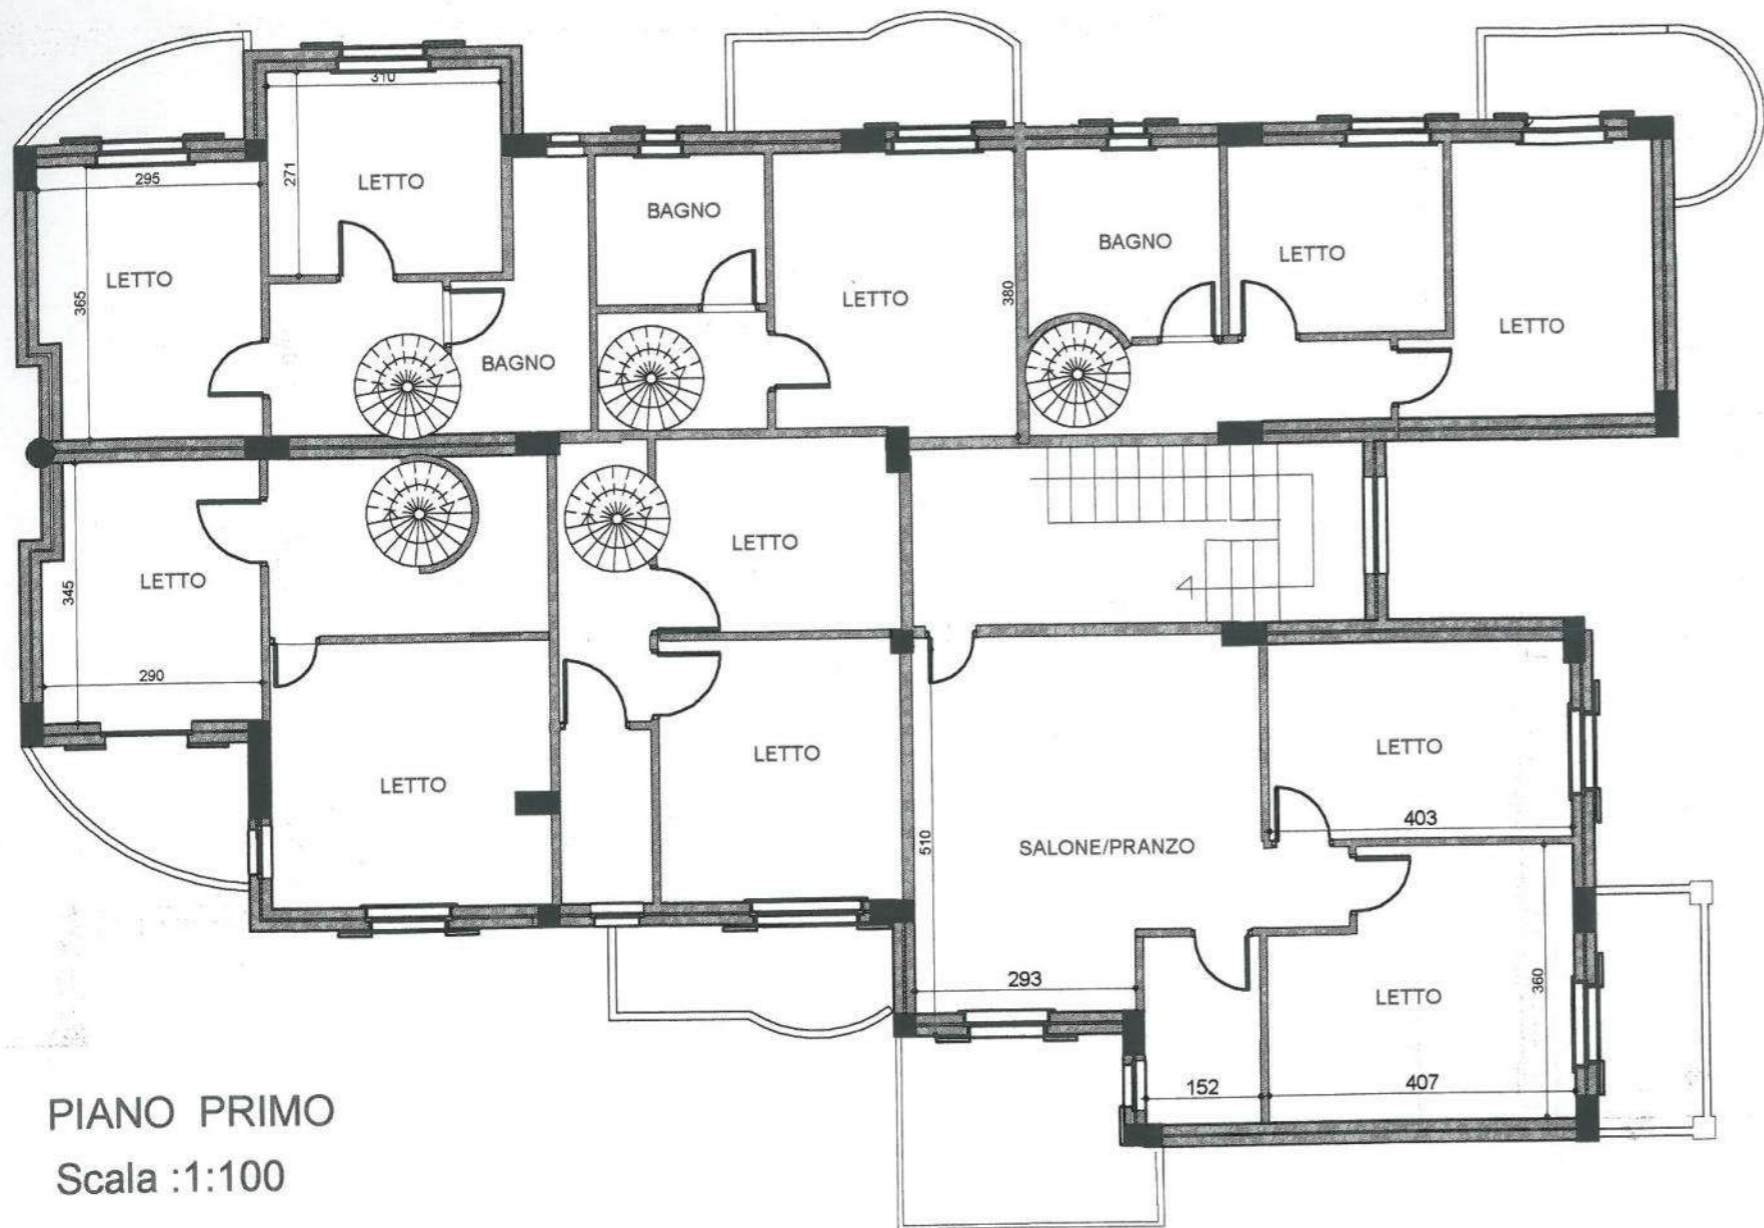 310
295
271
LETTO
BAGNO
LETTO
365
BAGNO
LETTO
BAGNO
LETTO
380
LETTO
LETTO
LETTO
345
LETTO
290
LETTO
LETTO
LETTO
403
510
SALONE/PRANZO
293
LETTO
360
152
407
PIANO PRIMO
Scala :1:100